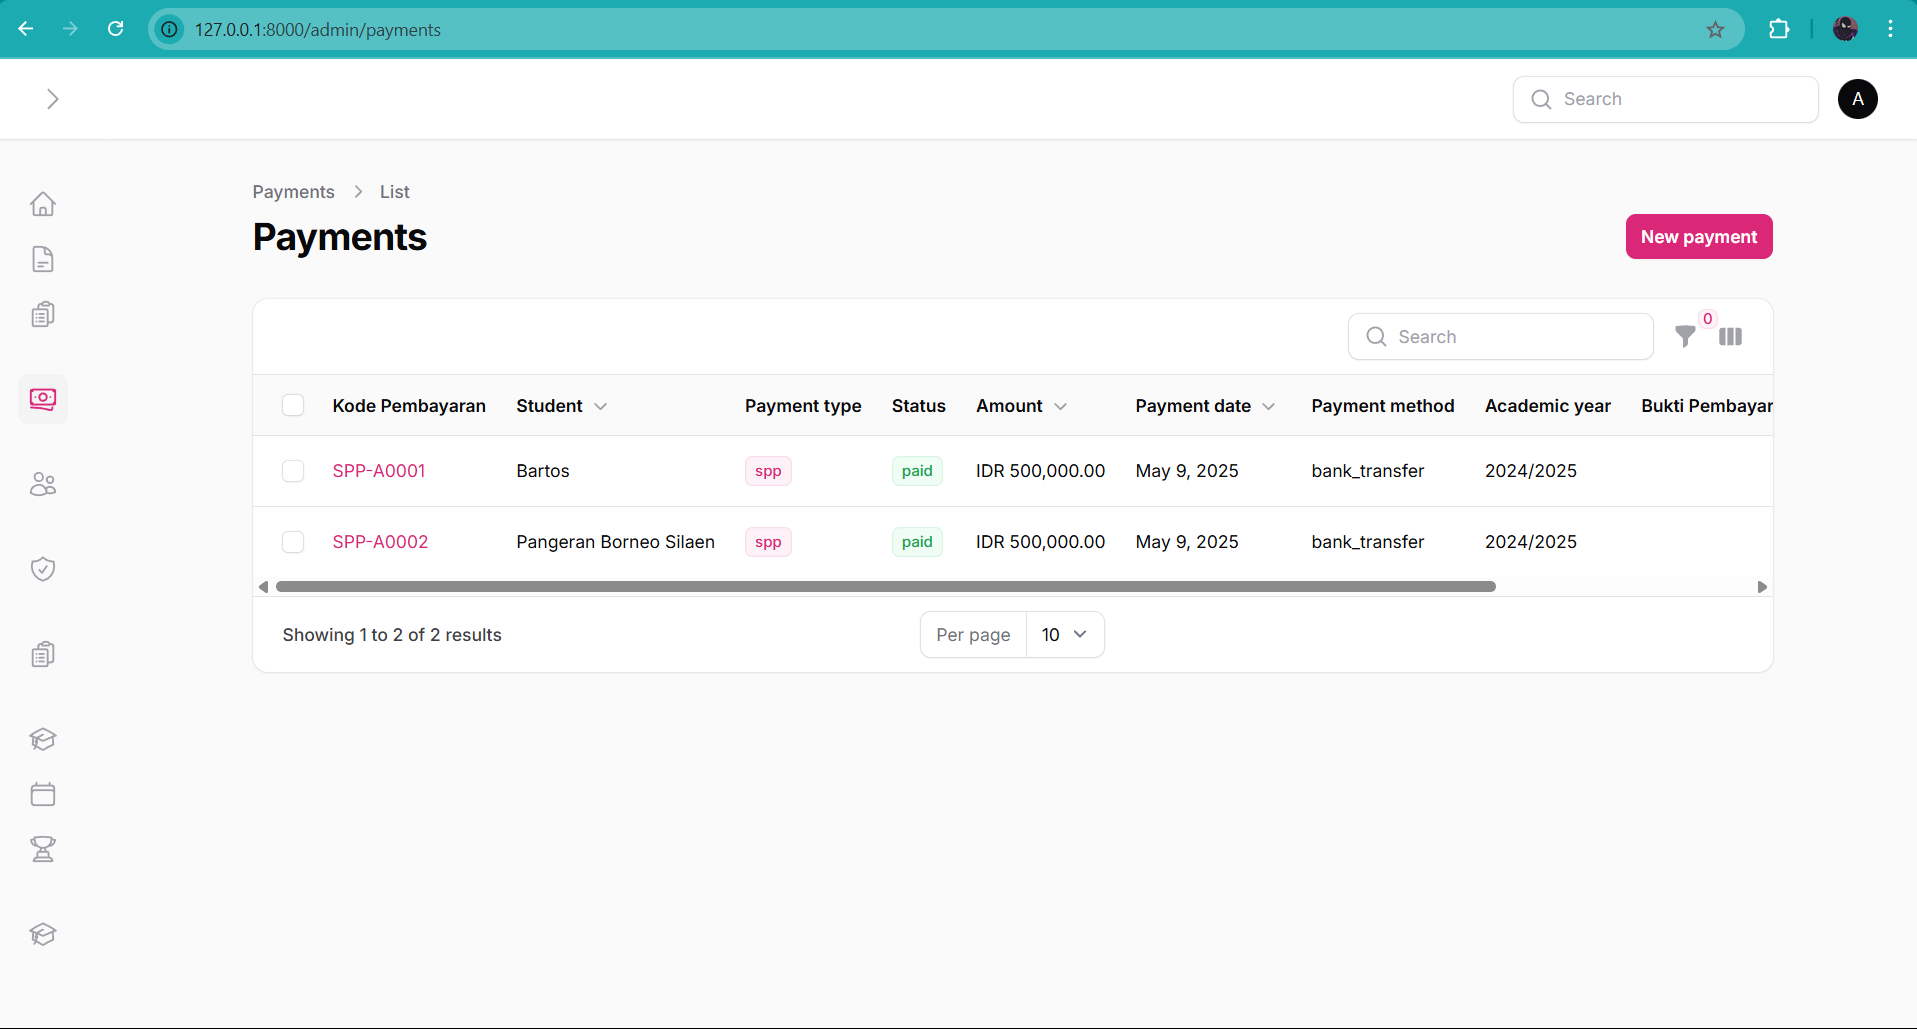 127.0.0.1:8000/admin/payments
Search
A
Payments
List
Payments
New payment
Search
0
Kode Pembayaran Student Payment type Status Amount Payment date Payment method Academic year Bukti Pembayar
SPP-A0001 Bartos spp paid IDR 500,000.00 May 9, 2025 bank_transfer 2024/2025
SPP-A0002 Pangeran Borneo Silaen spp paid IDR 500,000.00 May 9, 2025 bank_transfer 2024/2025
Showing 1 to 2 of 2 results
Per page 10